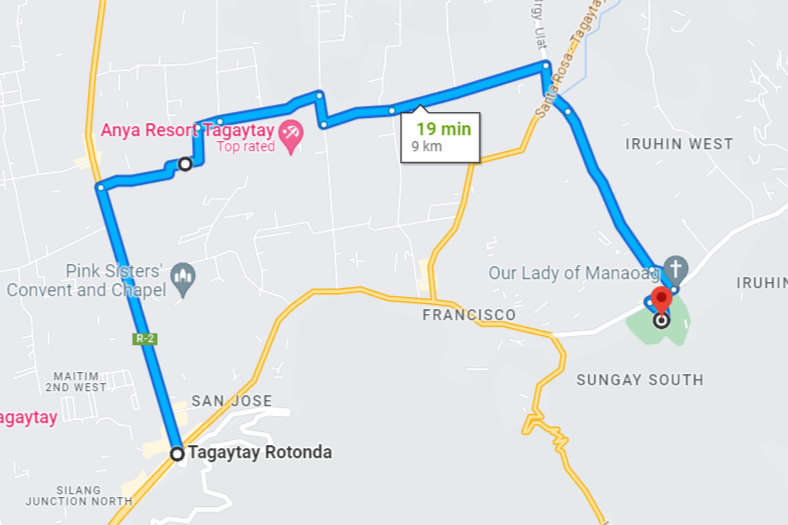 rgy. Ulat
Santa Rosa - Tagaytay
Anya Resort Tagaytay
Top rated
19 min
9 km
IRUHIN WEST
Pink Sisters'
Convent and Chapel
Our Lady of Manaoag
IRUHIN
FRANCISCO
R-2
MAITIM
2ND WEST
SUNGAY SOUTH
SAN JOSE
agaytay
Tagaytay Rotonda
SILANG
JUNCTION NORTH